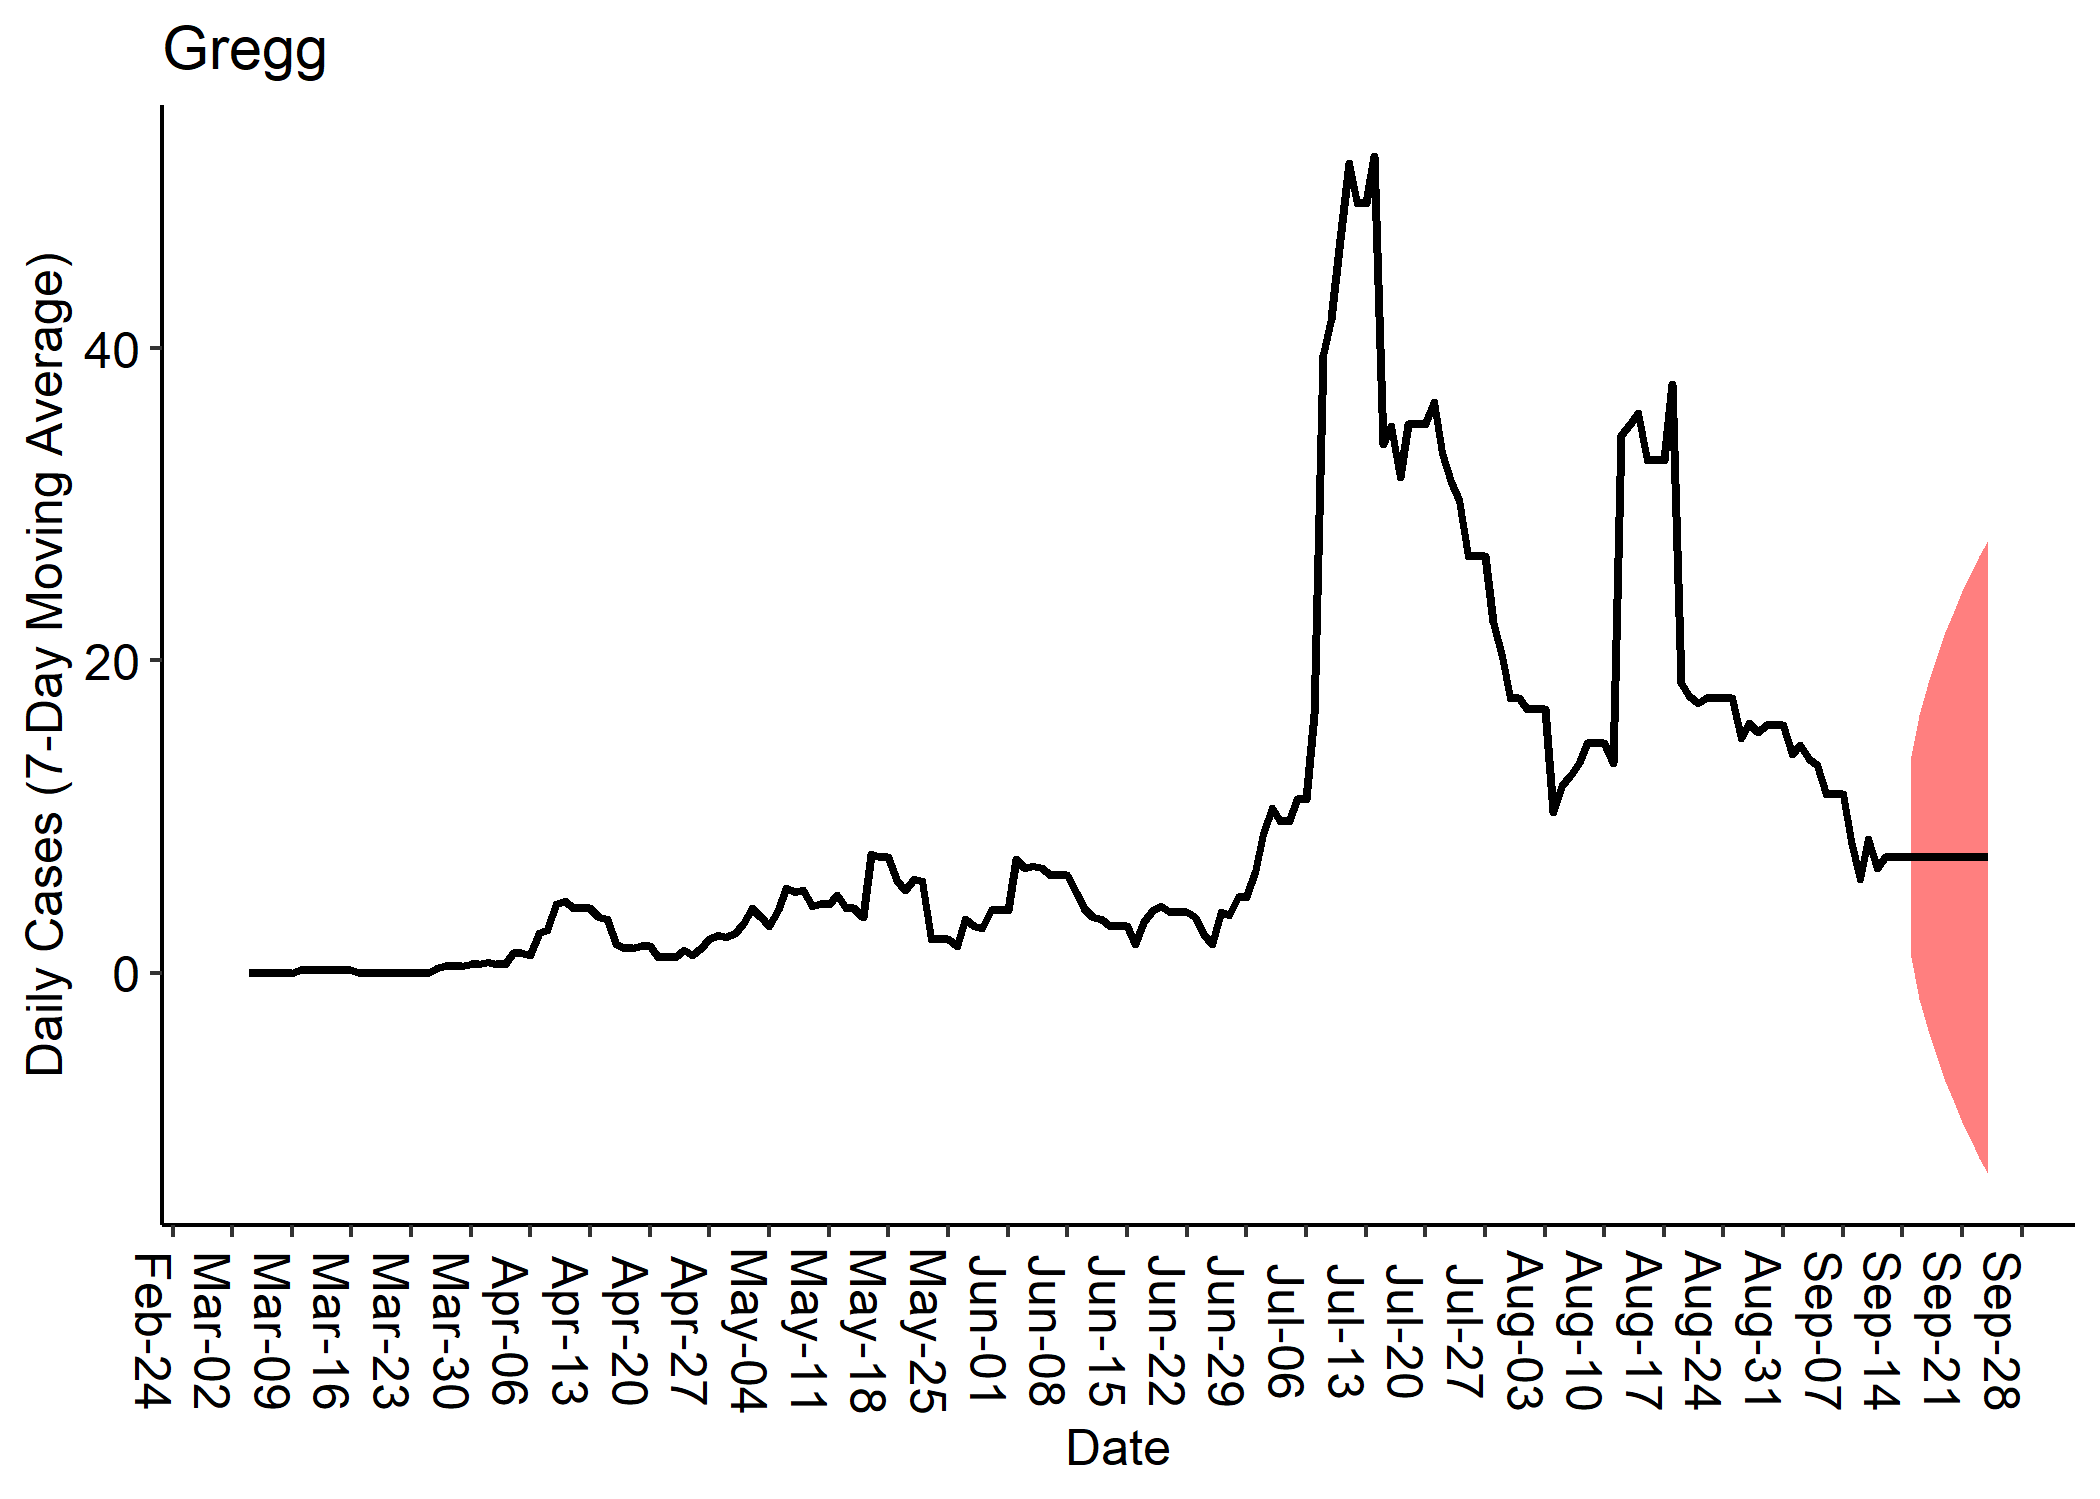 Gregg
Daily Cases (7-Day Moving Average)
40
20
0
Feb-24
Mar-02
Mar-09
Mar-16
Mar-23
Mar-30
Apr-06
Apr-13
Apr-20
Apr-27
May-04
May-11
May-18
May-25
Jun-01
Jun-08
Jun-15
Jun-22
Jun-29
Jul-06
Jul-13
Jul-20
Jul-27
Aug-03
Aug-10
Aug-17
Aug-24
Aug-31
Sep-07
Sep-14
Sep-21
Sep-28
Date